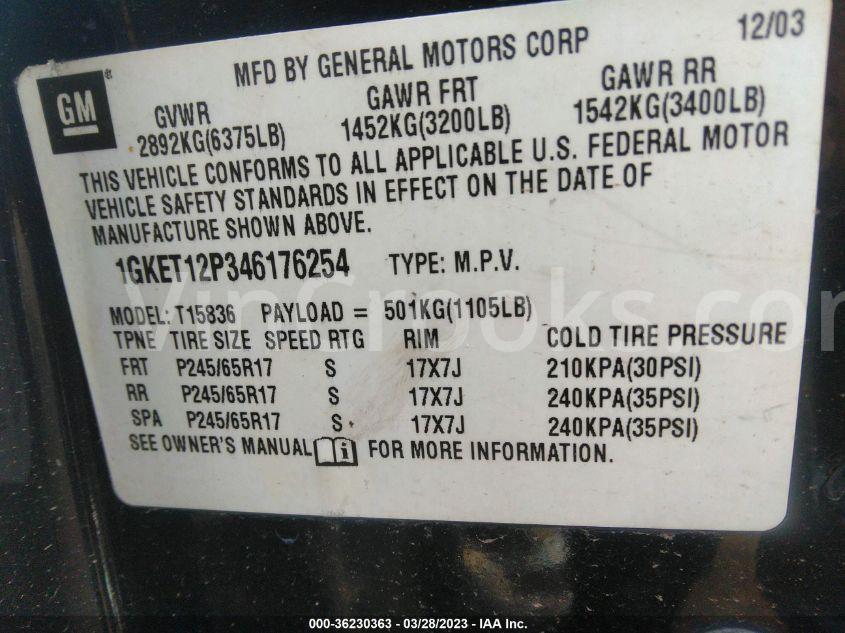 12/03
MFD BY GENERAL MOTORS CORP
GM®
GVWR GAWR FRT GAWR RR
2892KG(6375LB) 1452KG(3200LB) 1542KG(3400LB)
THIS VEHICLE CONFORMS TO ALL APPLICABLE U.S. FEDERAL MOTOR
VEHICLE SAFETY STANDARDS IN EFFECT ON THE DATE OF
MANUFACTURE SHOWN ABOVE.
1GKET12P346176254 TYPE: M.P.V.
VinCrooks.com
MODEL: T15836 PAYLOAD = 501KG(1105LB)
TPNE TIRE SIZE SPEED RTG RIM COLD TIRE PRESSURE
FRT P245/65R17 S 17X7J 210KPA(30PSI)
RR P245/65R17 S 17X7J 240KPA(35PSI)
SPA P245/65R17 S 17X7J 240KPA(35PSI)
SEE OWNER'S MANUAL i FOR MORE INFORMATION.
000-36230363 - 03/28/2023 - IAA Inc.